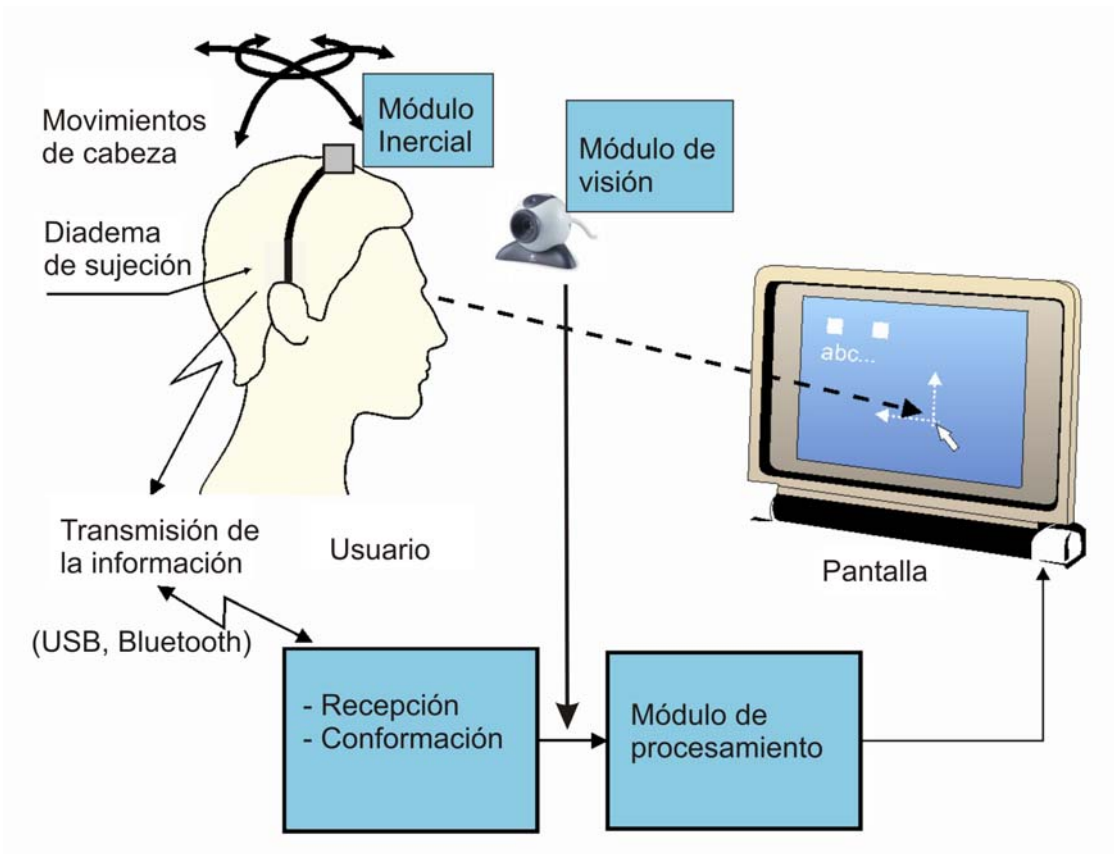 Movimientos
de cabeza
Módulo
Inercial
Módulo de
visión
Diadema
de sujeción
abc...
Transmisión de
la información
Usuario
Pantalla
(USB, Bluetooth)
- Recepción
- Conformación
Módulo de
procesamiento